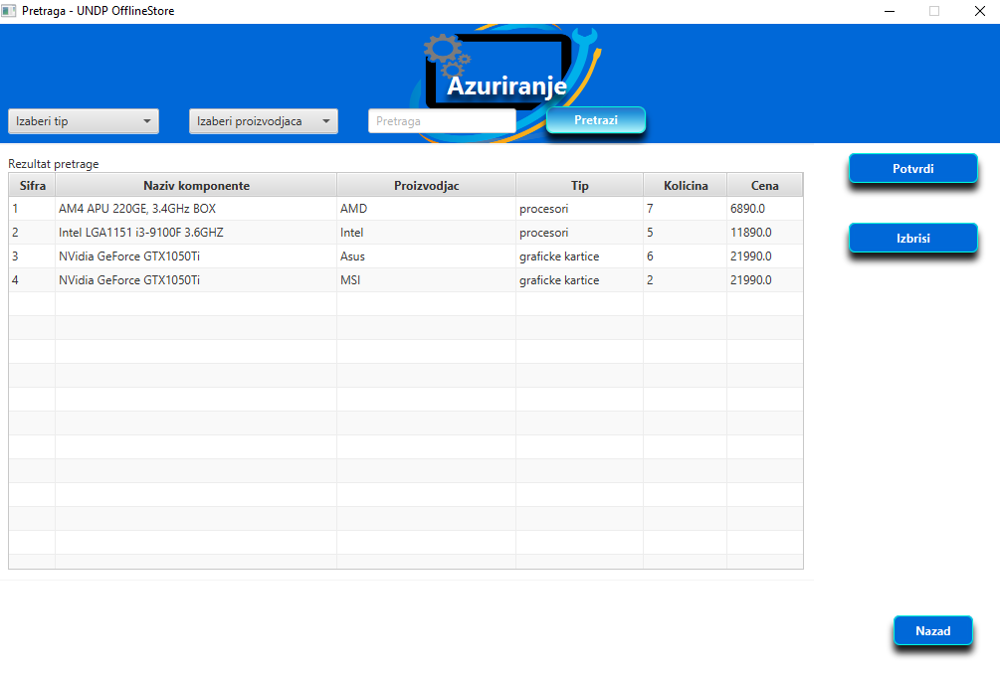 Pretraga - UNDP OfflineStore
Azuriranje
Izaberi tip Izaberi proizvodjaca Pretraga Pretrazi
Rezultat pretrage
Sifra Naziv komponente Proizvodjac Tip Kolicina Cena
1 AM4 APU 220GE, 3.4GHz BOX AMD procesori 7 6890.0
2 Intel LGA1151 i3-9100F 3.6GHZ Intel procesori 5 11890.0
3 NVidia GeForce GTX1050Ti Asus graficke kartice 6 21990.0
4 NVidia GeForce GTX1050Ti MSI graficke kartice 2 21990.0
Potvrdi
Izbrisi
Nazad